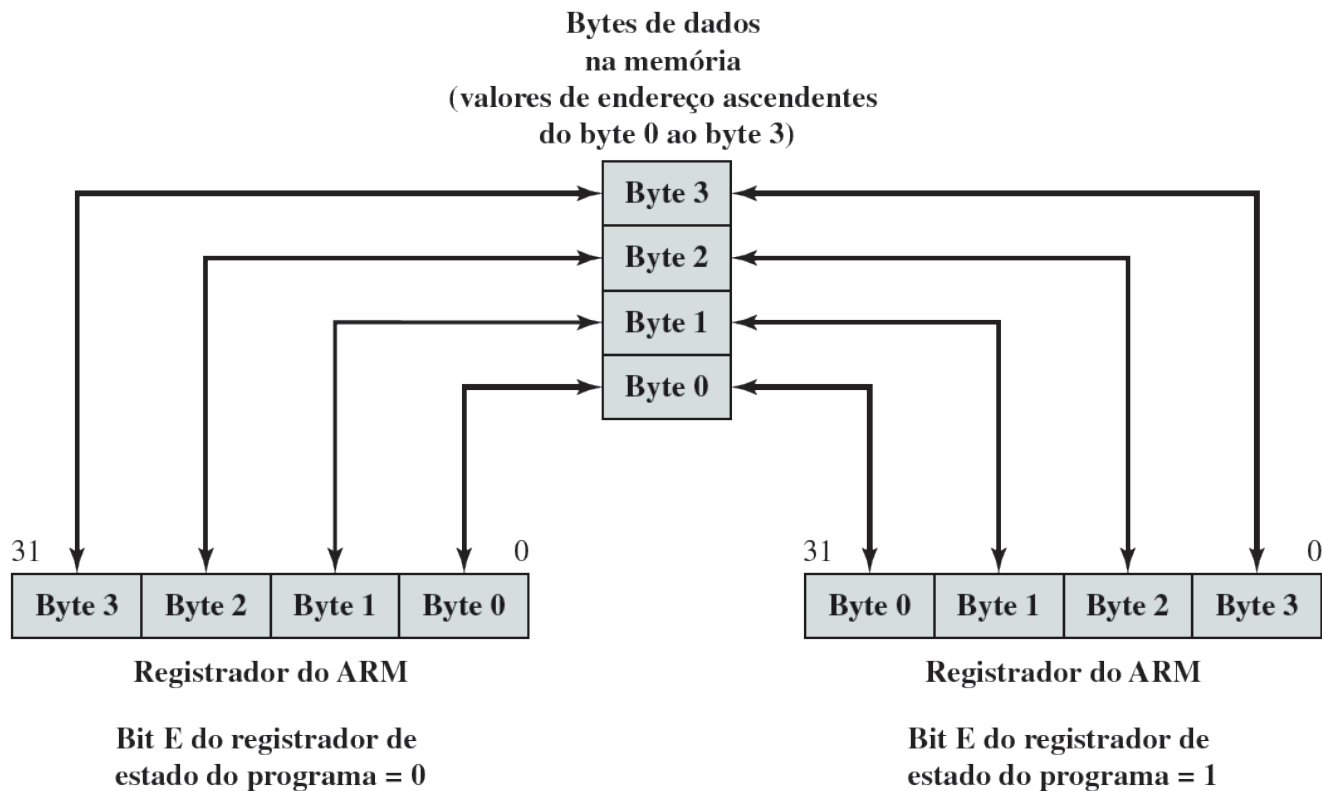 Bytes de dados
na memória
(valores de endereço ascendentes
do byte 0 ao byte 3)
Byte 3
Byte 2
Byte 1
Byte 0
31 0
Byte 3 Byte 2 Byte 1 Byte 0
Registrador do ARM
Bit E do registrador de
estado do programa = 0
31 0
Byte 0 Byte 1 Byte 2 Byte 3
Registrador do ARM
Bit E do registrador de
estado do programa = 1